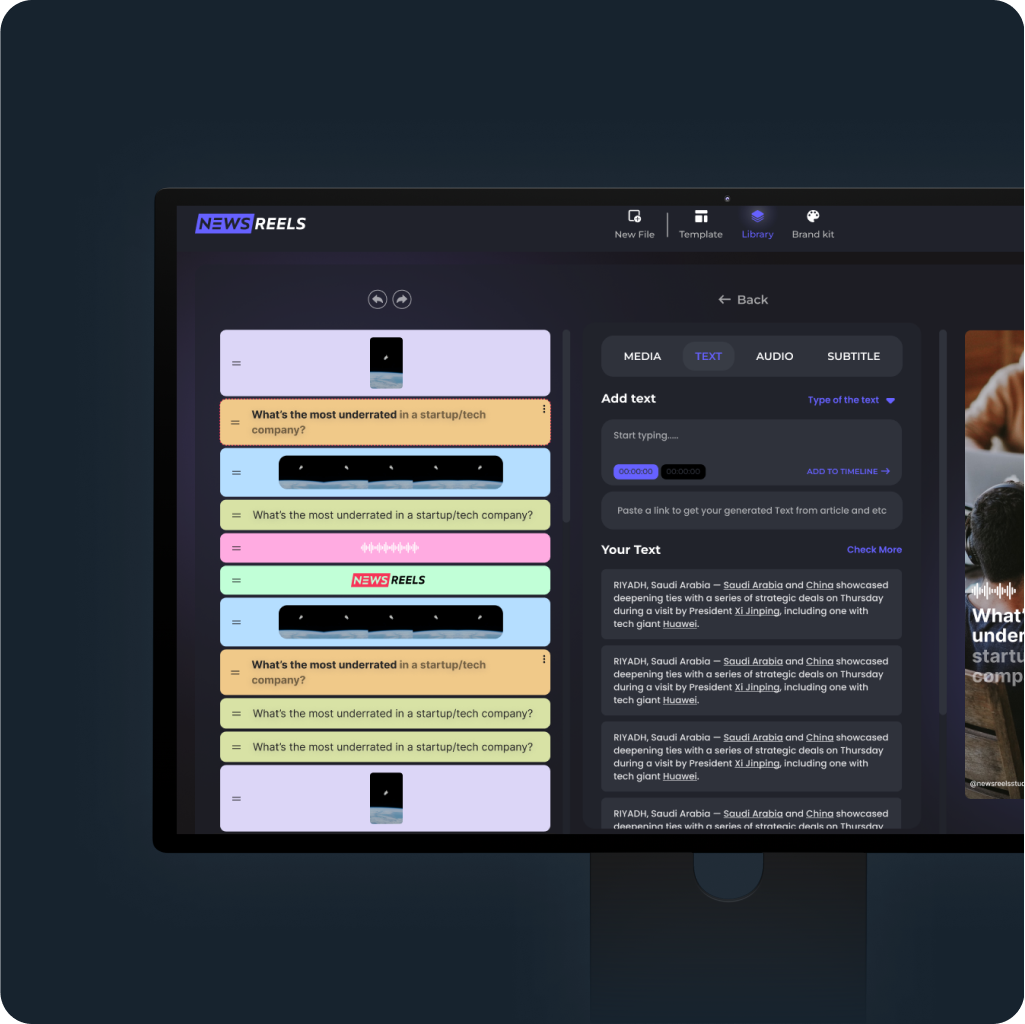 NEWS REELS
New File
Template
Library
Brand kit
Back
What's the most underrated in a startup/tech
company?
What's the most underrated in a startup/tech company?
NEWS REELS
What's the most underrated in a startup/tech
company?
What's the most underrated in a startup/tech company?
What's the most underrated in a startup/tech company?
MEDIA
TEXT
AUDIO
SUBTITLE
Add text
Type of the text
Start typing.....
00:00:00
00:00:00
ADD TO TIMELINE
Paste a link to get your generated Text from article and etc
Your Text
Check More
RIYADH, Saudi Arabia — Saudi Arabia and China showcased
deepening ties with a series of strategic deals on Thursday
during a visit by President Xi Jinping, including one with
tech giant Huawei.
RIYADH, Saudi Arabia — Saudi Arabia and China showcased
deepening ties with a series of strategic deals on Thursday
during a visit by President Xi Jinping, including one with
tech giant Huawei.
RIYADH, Saudi Arabia — Saudi Arabia and China showcased
deepening ties with a series of strategic deals on Thursday
during a visit by President Xi Jinping, including one with
tech giant Huawei.
RIYADH, Saudi Arabia — Saudi Arabia and China showcased
deepening ties with a series of strategic deals on Thursday
What'
under
startu
comp
@newsreelsstud